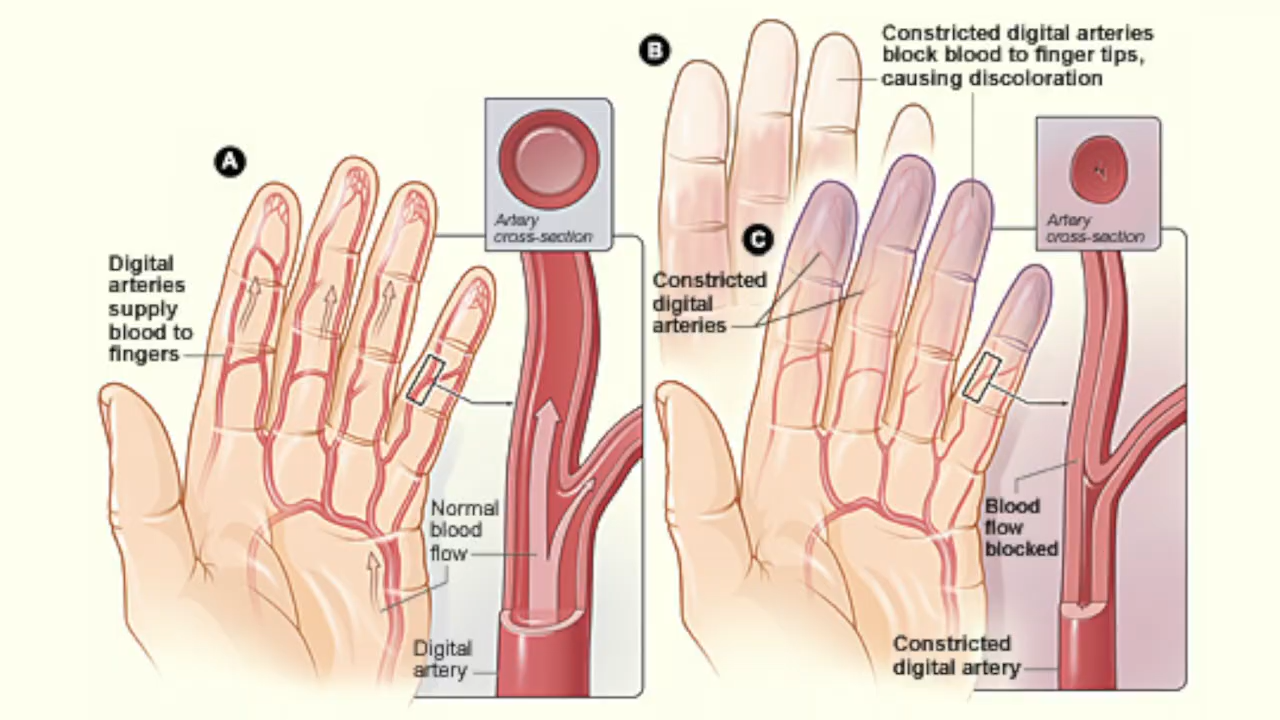 A
Digital
arteries
supply
blood to
fingers
Artery
cross-section
Normal
blood
flow
Digital
artery
B
Constricted digital arteries
block blood to finger tips,
causing discoloration
C
Constricted
digital
arteries
Artery
cross-section
Blood
flow
blocked
Constricted
digital artery